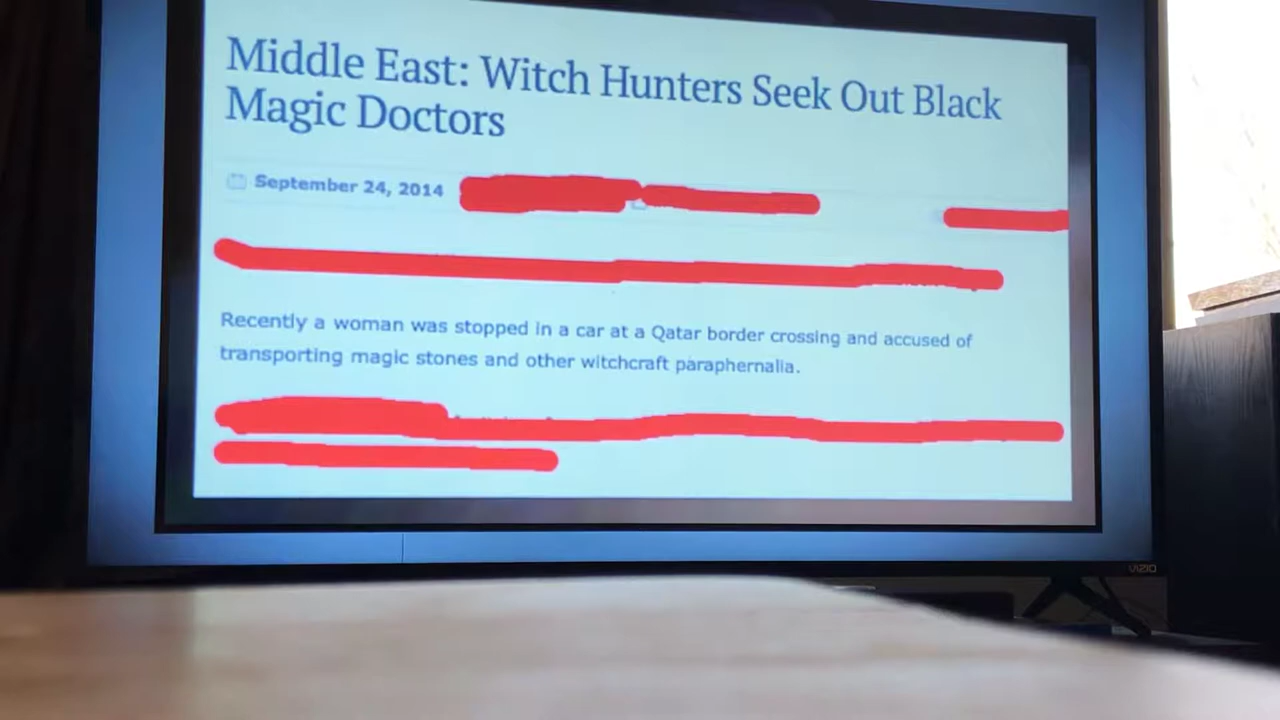 Middle East: Witch Hunters Seek Out Black
Magic Doctors
September 24, 2014
Recently a woman was stopped in a car at a Qatar border crossing and accused of
transporting magic stones and other witchcraft paraphernalia.
VIZIO